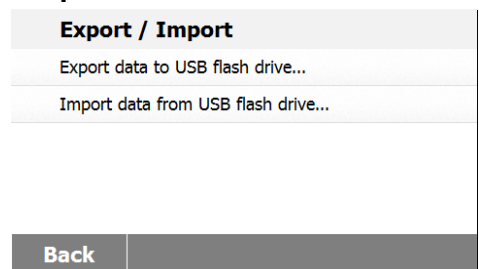 Export / Import
Export data to USB flash drive...
Import data from USB flash drive...
Back